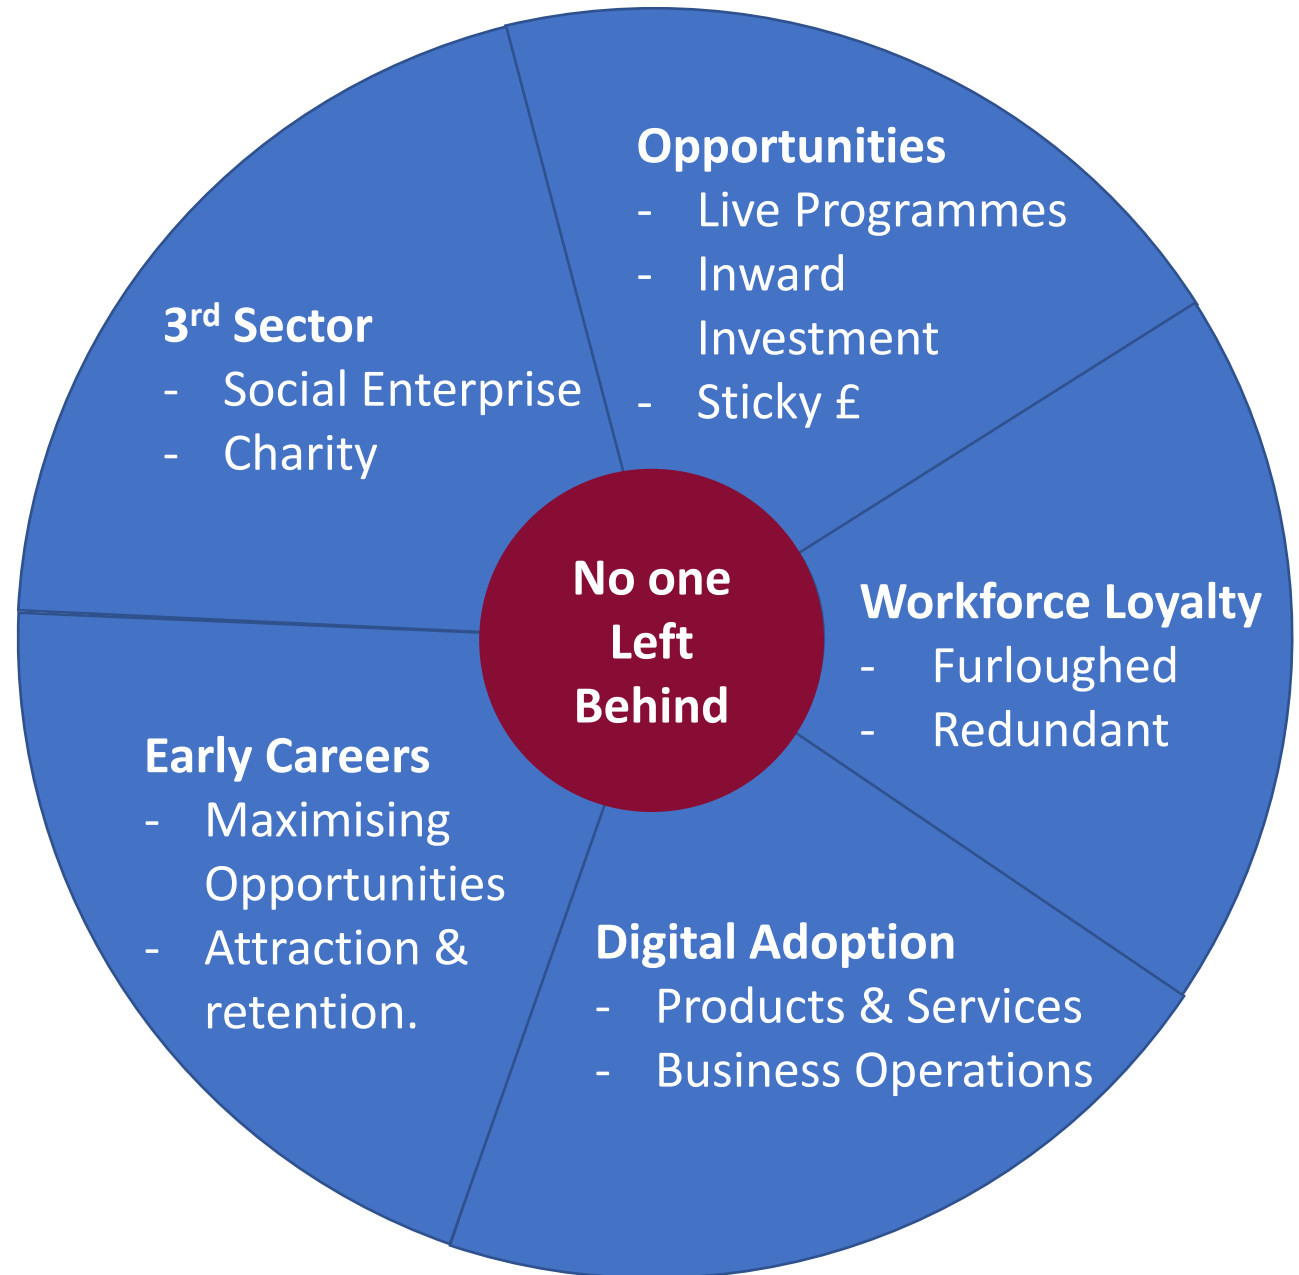 Opportunities
- Live Programmes
- Inward
Investment
- Sticky £
Workforce Loyalty
- Furloughed
- Redundant
Digital Adoption
- Products & Services
- Business Operations
Early Careers
- Maximising
Opportunities
- Attraction &
retention.
3rd Sector
- Social Enterprise
- Charity
No one
Left
Behind